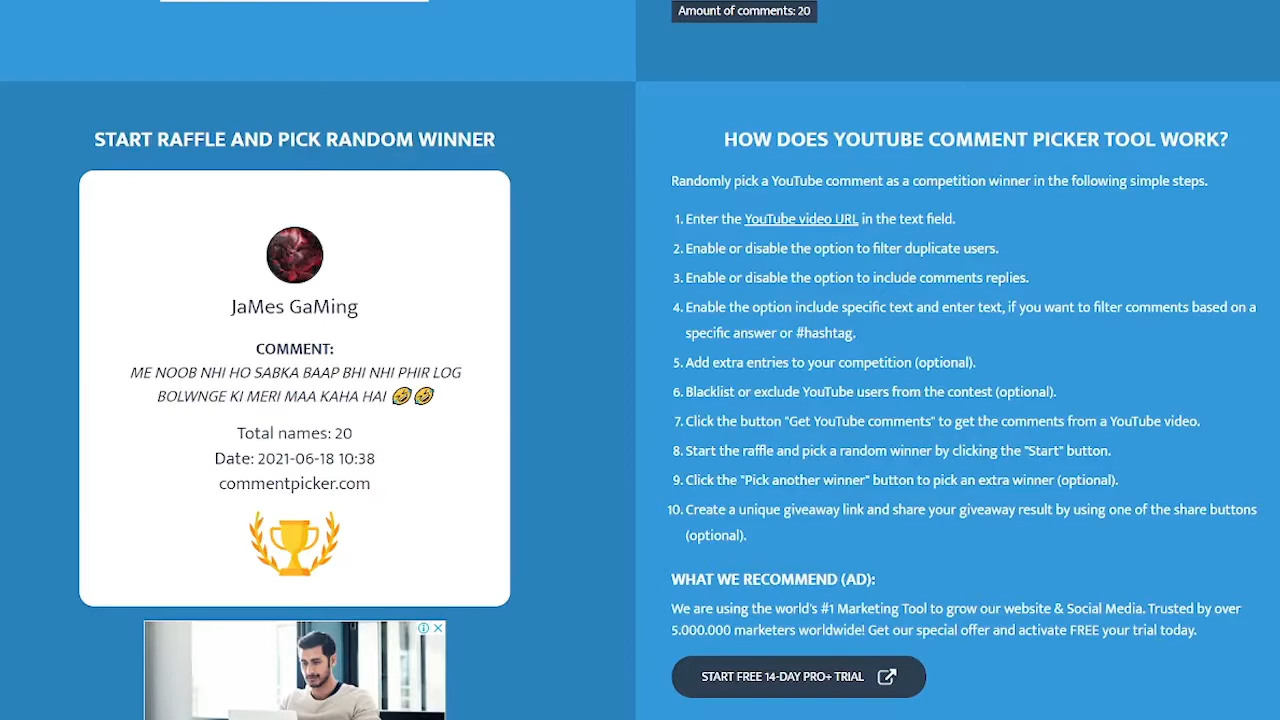 Amount of comments: 20
START RAFFLE AND PICK RANDOM WINNER
JaMes GaMing
COMMENT:
ME NOOB NHI HO SABKA BAAP BHI NHI PHIR LOG
BOLWNGE KI MERI MAA KAHA HAI 🤣🤣
Total names: 20
Date: 2021-06-18 10:38
commentpicker.com
HOW DOES YOUTUBE COMMENT PICKER TOOL WORK?
Randomly pick a YouTube comment as a competition winner in the following simple steps.
1. Enter the YouTube video URL in the text field.
2. Enable or disable the option to filter duplicate users.
3. Enable or disable the option to include comments replies.
4. Enable the option include specific text and enter text, if you want to filter comments based on a
specific answer or #hashtag.
5. Add extra entries to your competition (optional).
6. Blacklist or exclude YouTube users from the contest (optional).
7. Click the button "Get YouTube comments" to get the comments from a YouTube video.
8. Start the raffle and pick a random winner by clicking the "Start" button.
9. Click the "Pick another winner" button to pick an extra winner (optional).
10. Create a unique giveaway link and share your giveaway result by using one of the share buttons
(optional).
WHAT WE RECOMMEND (AD):
We are using the world's #1 Marketing Tool to grow our website & Social Media. Trusted by over
5.000.000 marketers worldwide! Get our special offer and activate FREE your trial today.
START FREE 14-DAY PRO+ TRIAL